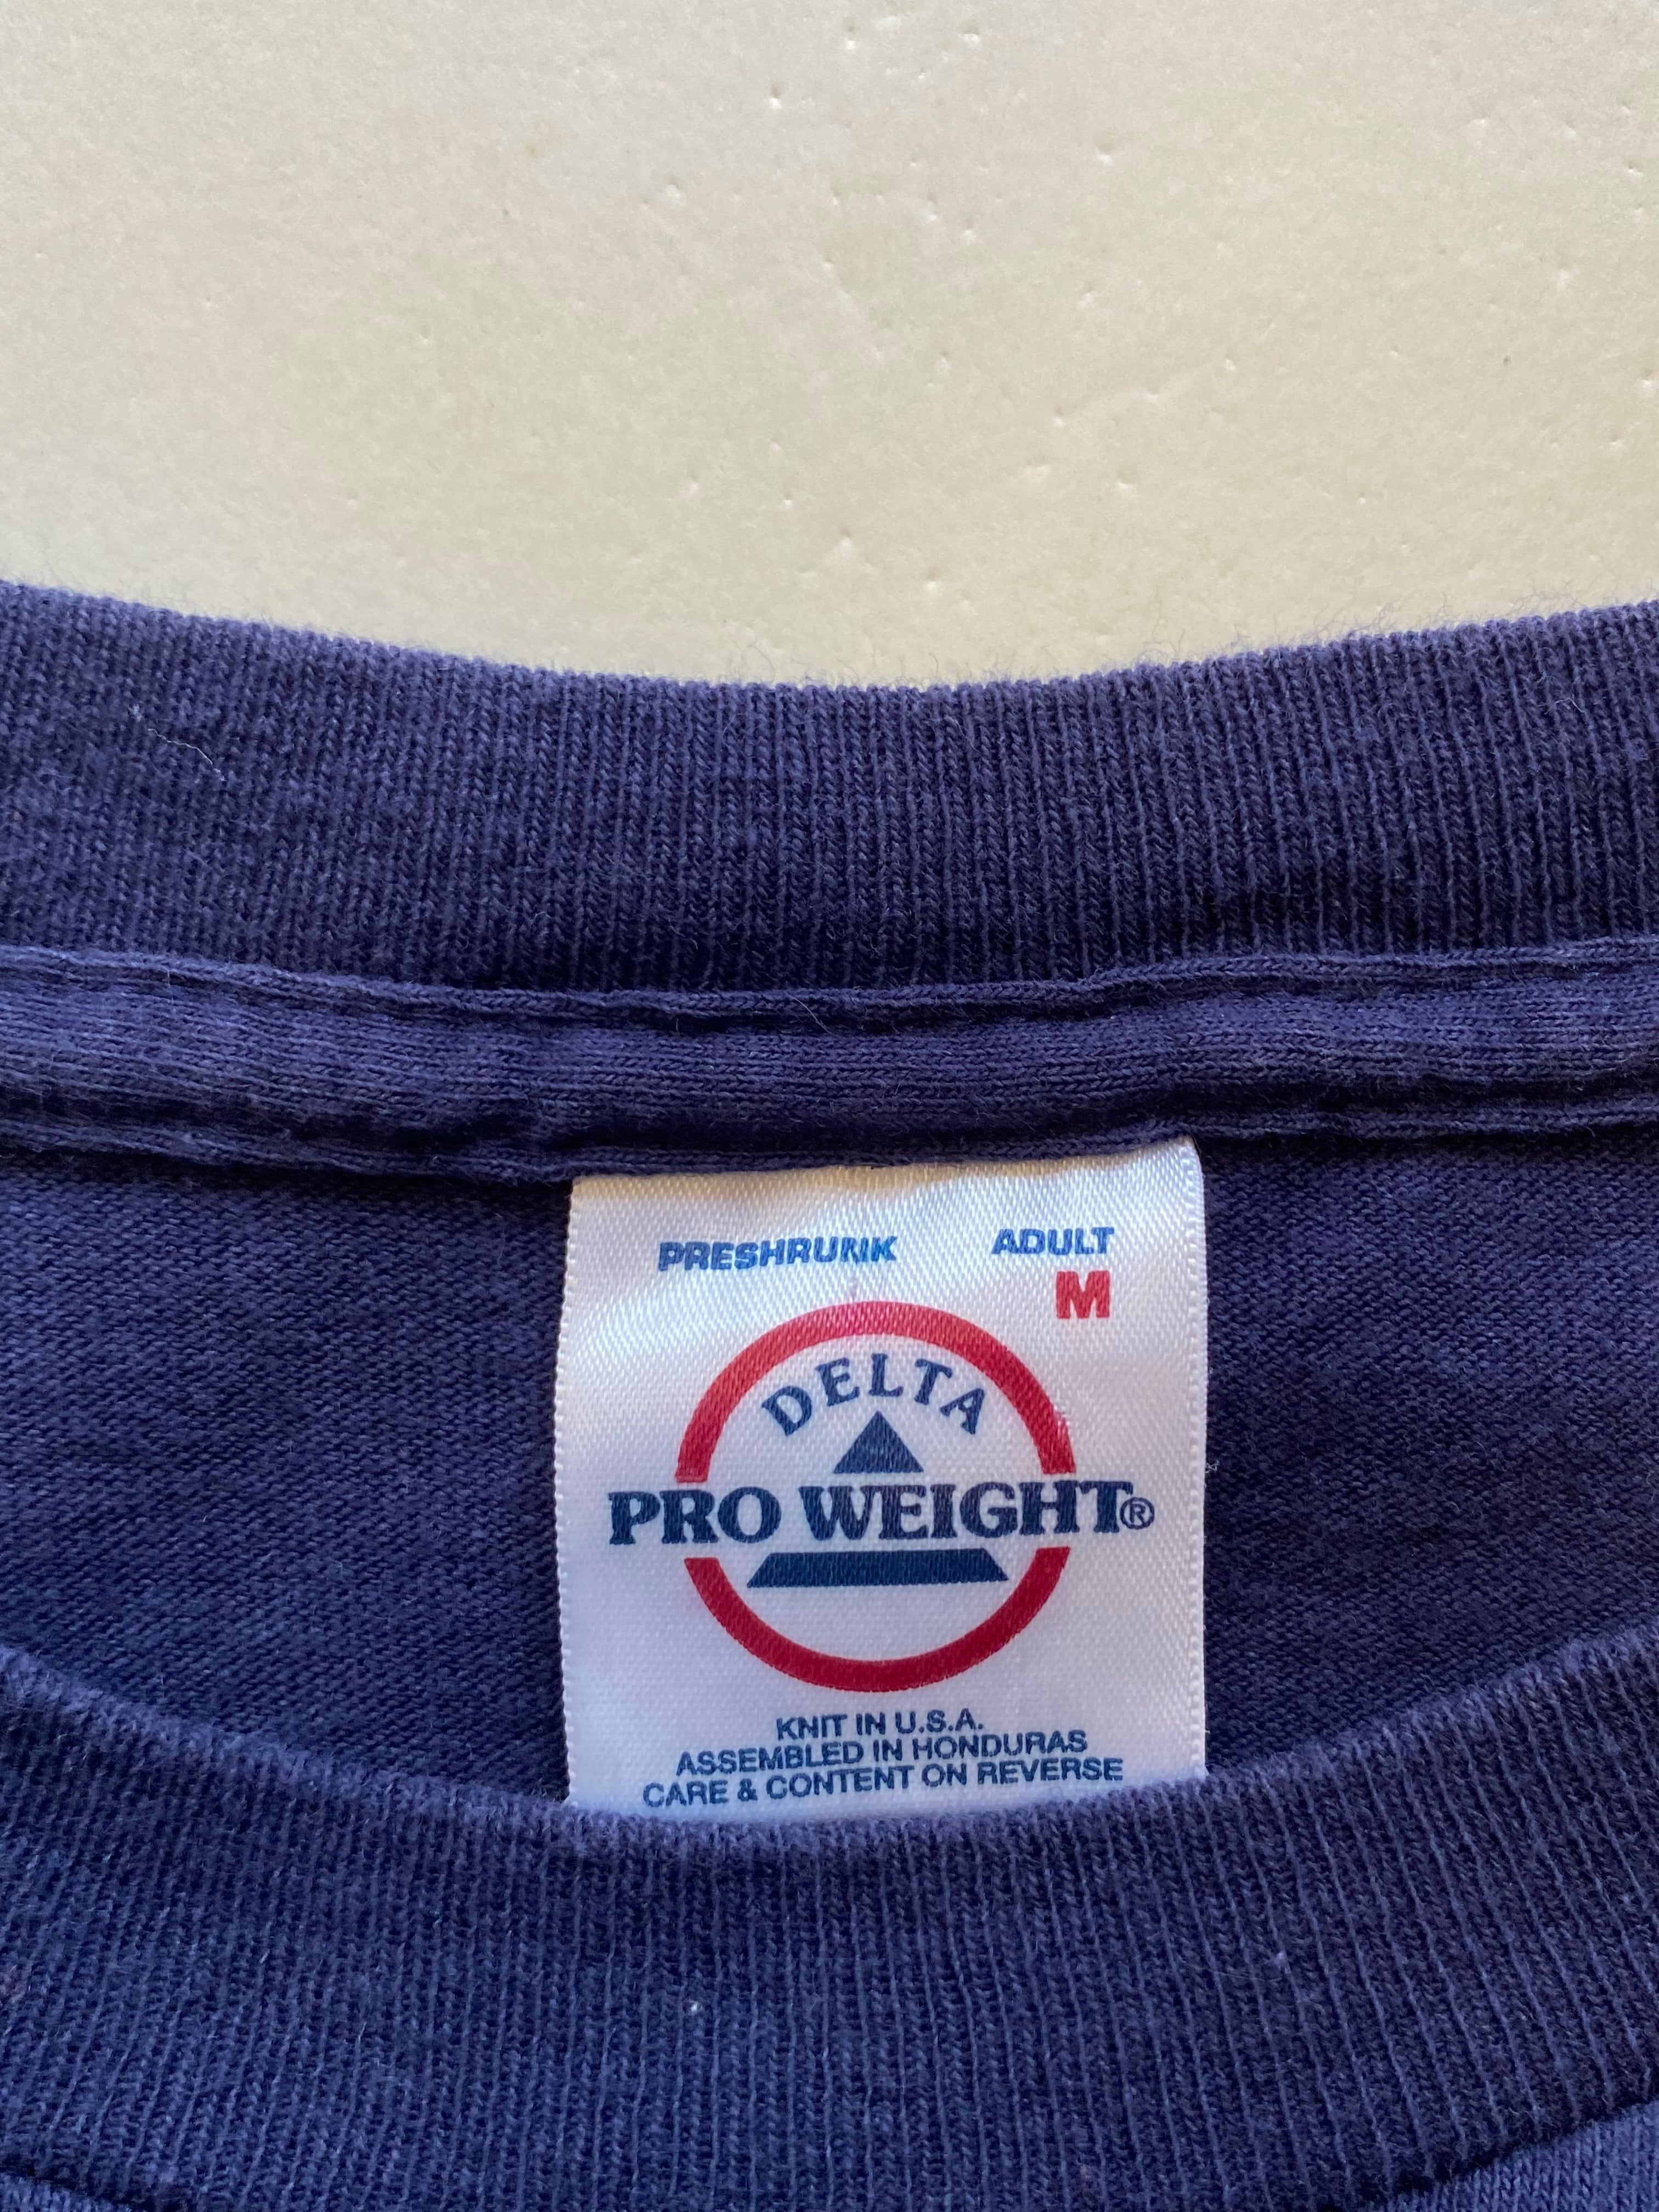 PRESHRUNK ADULT
M
DELTA
PRO WEIGHT®
KNIT IN U.S.A.
ASSEMBLED IN HONDURAS
CARE & CONTENT ON REVERSE